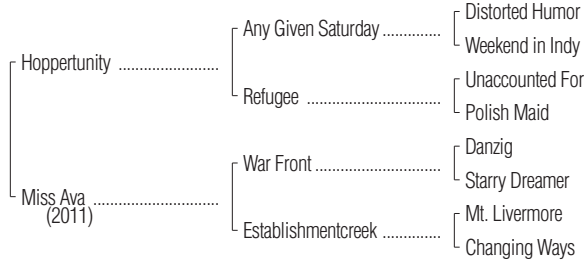 Distorted Humor
Any Given Saturday ..............
Weekend in Indy
Hoppertunity ........................
Unaccounted For
Refugee ................................
Polish Maid
Danzig
War Front ..............................
Starry Dreamer
Miss Ava ..............................
(2011)
Mt. Livermore
Establishmentcreek ..............
Changing Ways